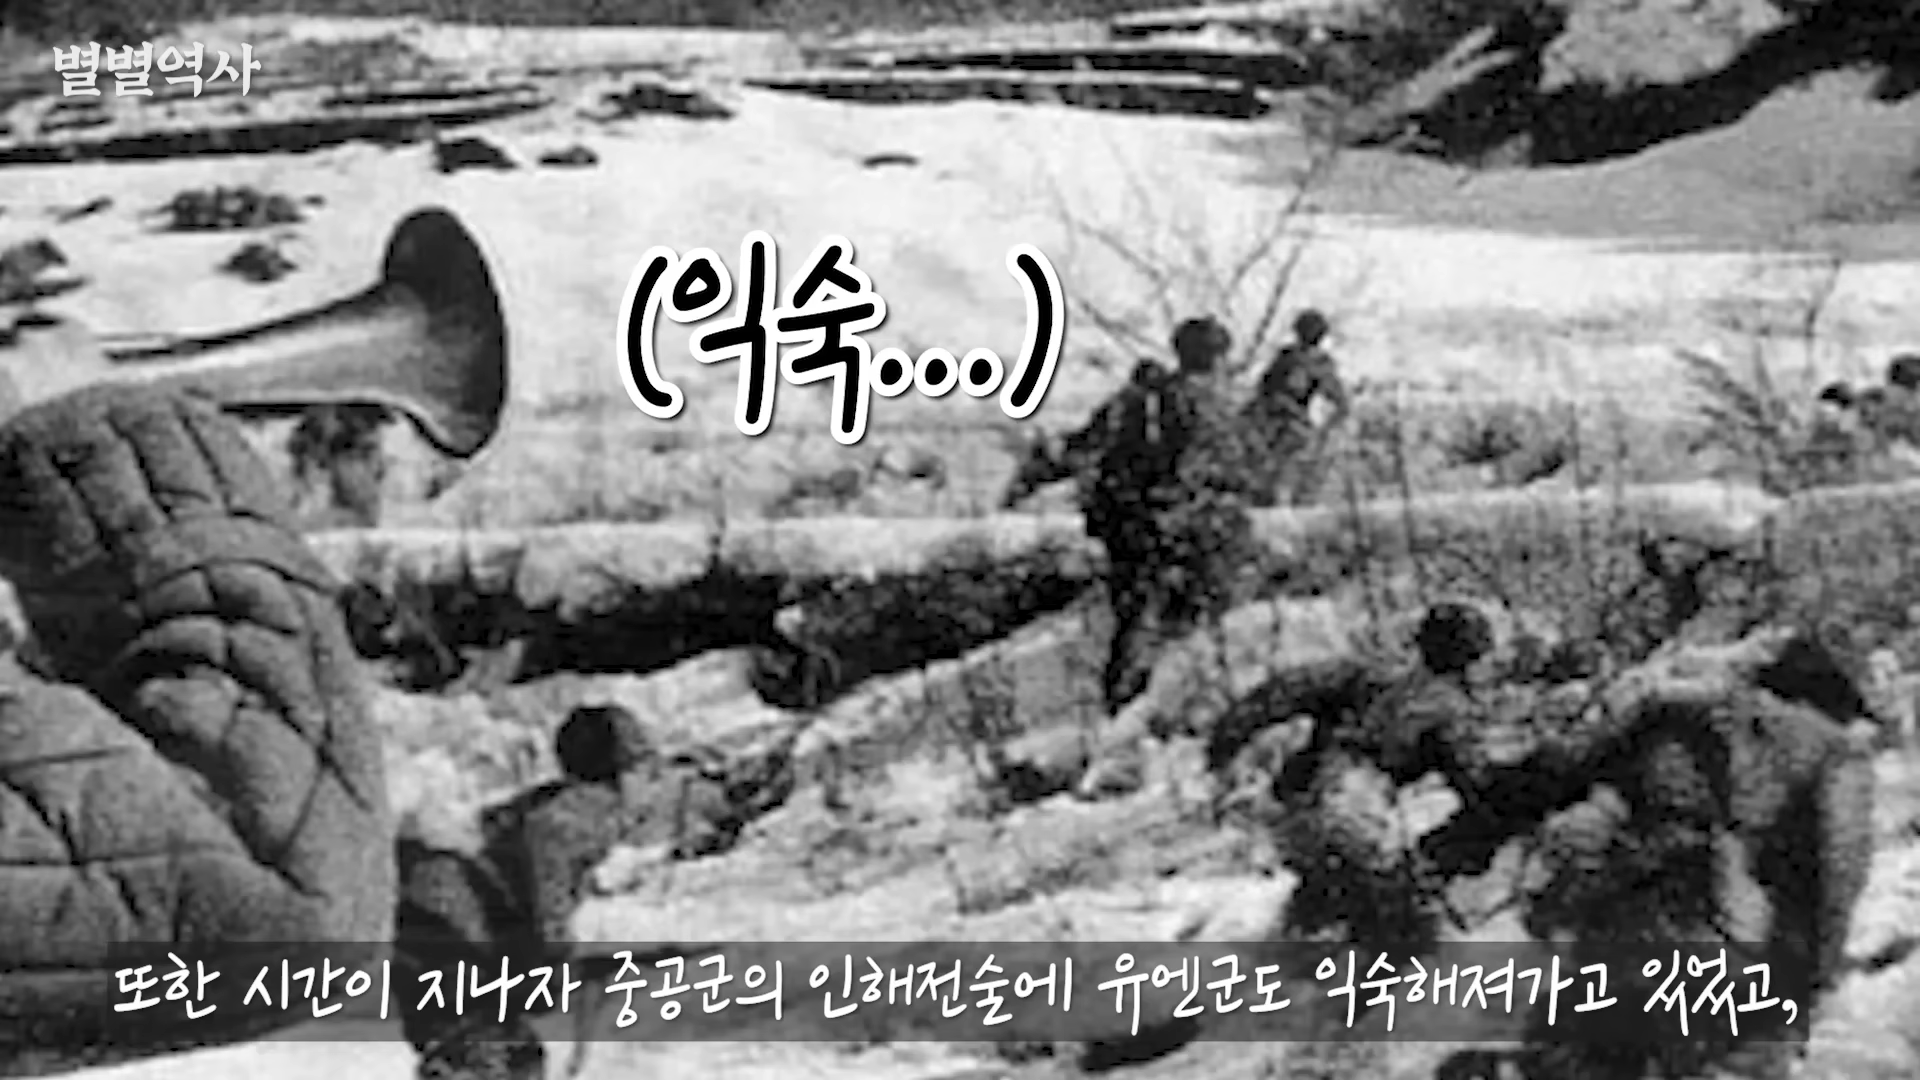 별별역사
(익숙...)
또한 시간이 지나자 중공군의 인해전술에 유엔군도 익숙해져가고 있었고,